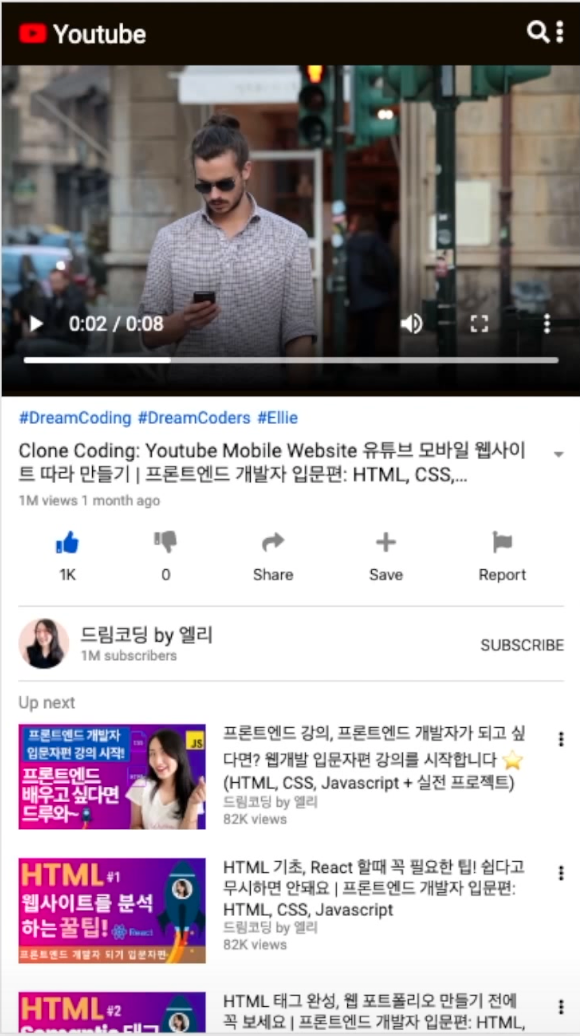 Youtube
0:02 / 0:08
#DreamCoding #DreamCoders #Ellie
Clone Coding: Youtube Mobile Website 유튜브 모바일 웹사이
트 따라 만들기 | 프론트엔드 개발자 입문편: HTML, CSS,...
1M views 1 month ago
1K
0
Share
Save
Report
드림코딩 by 엘리
1M subscribers
SUBSCRIBE
Up next
프론트엔드 개발자
입문자편 강의 시작!
JS
프론트엔드
배우고 싶다면
드루와~
프론트엔드 강의, 프론트엔드 개발자가 되고 싶
다면? 웹개발 입문자편 강의를 시작합니다 ⭐
(HTML, CSS, Javascript + 실전 프로젝트)
드림코딩 by 엘리
82K views
HTML #1
웹사이트를 분석
하는 꿀팁!
React
프론트엔드 개발자 되기 입문자편
HTML 기초, React 할때 꼭 필요한 팁! 쉽다고
무시하면 안돼요 | 프론트엔드 개발자 입문편:
HTML, CSS, Javascript
드림코딩 by 엘리
82K views
HTML #2
Semantic 태그
HTML 태그 완성, 웹 포트폴리오 만들기 전에
꼭 보세요 | 프론트엔드 개발자 입문편: HTML,